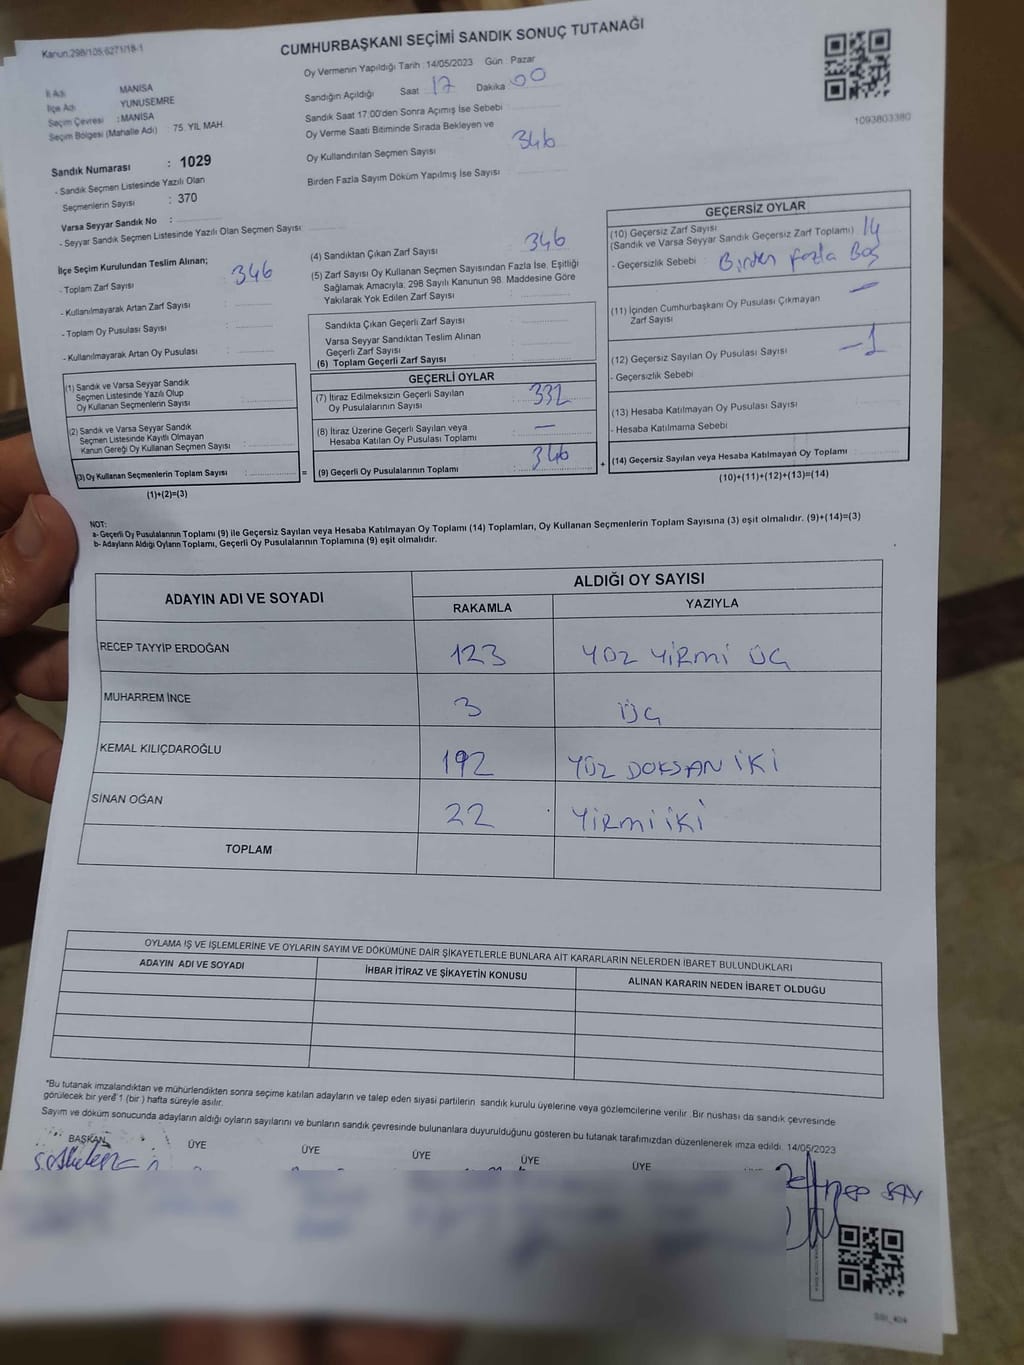 Kanun:298/105-6271/18-1
CUMHURBAŞKANI SEÇİMİ SANDIK SONUÇ TUTANAĞI
İl Adı MANİSA
İlçe Adı YUNUSEMRE
Seçim Çevresi : MANİSA
Seçim Bölgesi (Mahalle Adı) 75. YIL MAH.
Sandık Numarası : 1029
- Sandık Seçmen Listesinde Yazılı Olan
Seçmenlerin Sayısı : 370
Varsa Seyyar Sandık No :
- Seyyar Sandık Seçmen Listesinde Yazılı Olan Seçmen Sayısı
Oy Vermenin Yapıldığı Tarih : 14/05/2023 Gün : Pazar
Sandığın Açıldığı Saat 17 Dakika : 00
Sandık Saat 17:00'den Sonra Açımış İse Sebebi
Oy Verme Saati Bitiminde Sırada Bekleyen ve
Oy Kullandırılan Seçmen Sayısı 346
Birden Fazla Sayım Döküm Yapılmış İse Sayısı :
1093803380
İlçe Seçim Kurulundan Teslim Alınan;
- Toplam Zarf Sayısı : 346
- Kullanılmayarak Artan Zarf Sayısı :
- Toplam Oy Pusulası Sayısı :
- Kullanılmayarak Artan Oy Pusulası :
(1) Sandık ve Varsa Seyyar Sandık
Seçmen Listesinde Yazılı Olup
Oy Kullanan Seçmenlerin Sayısı :
(2) Sandık ve Varsa Seyyar Sandık
Seçmen Listesinde Kayıtlı Olmayan
Kanun Gereği Oy Kullanan Seçmen Sayısı :
(3) Oy Kullanan Seçmenlerin Toplam Sayısı : =
(1)+(2)=(3)
(4) Sandıktan Çıkan Zarf Sayısı : 346
(5) Zarf Sayısı Oy Kullanan Seçmen Sayısından Fazla İse, Eşitliği
Sağlamak Amacıyla, 298 Sayılı Kanunun 98. Maddesine Göre
Yakılarak Yok Edilen Zarf Sayısı :
Sandıkta Çıkan Geçerli Zarf Sayısı :
Varsa Seyyar Sandıktan Teslim Alınan
Geçerli Zarf Sayısı :
(6) Toplam Geçerli Zarf Sayısı :
GEÇERLİ OYLAR
(7) İtiraz Edilmeksizin Geçerli Sayılan
Oy Pusulalarının Sayısı : 332
(8) İtiraz Üzerine Geçerli Sayılan veya
Hesaba Katılan Oy Pusulası Toplamı : —
(9) Geçerli Oy Pusulalarının Toplamı : 346 +
GEÇERSİZ OYLAR
(10) Geçersiz Zarf Sayısı
(Sandık ve Varsa Seyyar Sandık Geçersiz Zarf Toplamı) 14
- Geçersizlik Sebebi : Birden fazla Boş
(11) İçinden Cumhurbaşkanı Oy Pusulası Çıkmayan
Zarf Sayısı —
(12) Geçersiz Sayılan Oy Pusulası Sayısı —1
- Geçersizlik Sebebi :
(13) Hesaba Katılmayan Oy Pusulası Sayısı
- Hesaba Katılmama Sebebi :
(14) Geçersiz Sayılan veya Hesaba Katılmayan Oy Toplamı
(10)+(11)+(12)+(13)=(14)
NOT:
a- Geçerli Oy Pusulalarının Toplamı (9) ile Geçersiz Sayılan veya Hesaba Katılmayan Oy Toplamı (14) Toplamları, Oy Kullanan Seçmenlerin Toplam Sayısına (3) eşit olmalıdır. (9)+(14)=(3)
b- Adayların Aldığı Oyların Toplamı, Geçerli Oy Pusulalarının Toplamına (9) eşit olmalıdır.
ADAYIN ADI VE SOYADI ALDIĞI OY SAYISI
RAKAMLA YAZIYLA
RECEP TAYYİP ERDOĞAN 123 YÜZ YİRMİ ÜÇ
MUHARREM İNCE 3 ÜÇ
KEMAL KILIÇDAROĞLU 192 YÜZ DOKSAN İKİ
SİNAN OĞAN 22 YİRMİ İKİ
TOPLAM
OYLAMA İŞ VE İŞLEMLERİNE VE OYLARIN SAYIM VE DÖKÜMÜNE DAİR ŞİKAYETLERLE BUNLARA AİT KARARLARIN NELERDEN İBARET BULUNDUKLARI
ADAYIN ADI VE SOYADI İHBAR İTİRAZ VE ŞİKAYETİN KONUSU ALINAN KARARIN NEDEN İBARET OLDUĞU
*Bu tutanak imzalandıktan ve mühürlendikten sonra seçime katılan adayların ve talep eden siyasi partilerin sandık kurulu üyelerine veya gözlemcilerine verilir. Bir nüshası da sandık çevresinde
görülecek bir yere 1 (bir) hafta süreyle asılır.
Sayım ve döküm sonucunda adayların aldığı oyların sayılarını ve bunların sandık çevresinde bulunanlara duyurulduğunu gösteren bu tutanak tarafımızdan düzenlenerek imza edildi. 14/05/2023
BAŞKAN ÜYE ÜYE ÜYE ÜYE ÜYE